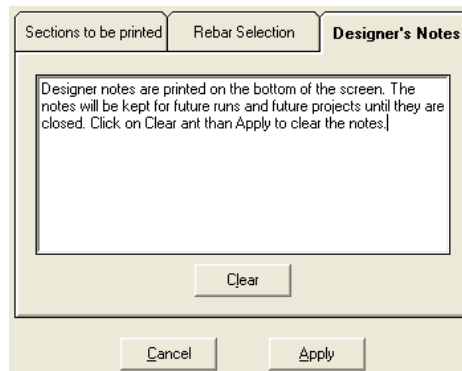 Sections to be printed Rebar Selection Designer's Notes
Designer notes are printed on the bottom of the screen. The
notes will be kept for future runs and future projects until they are
closed. Click on Clear ant than Apply to clear the notes.
Clear
Cancel Apply